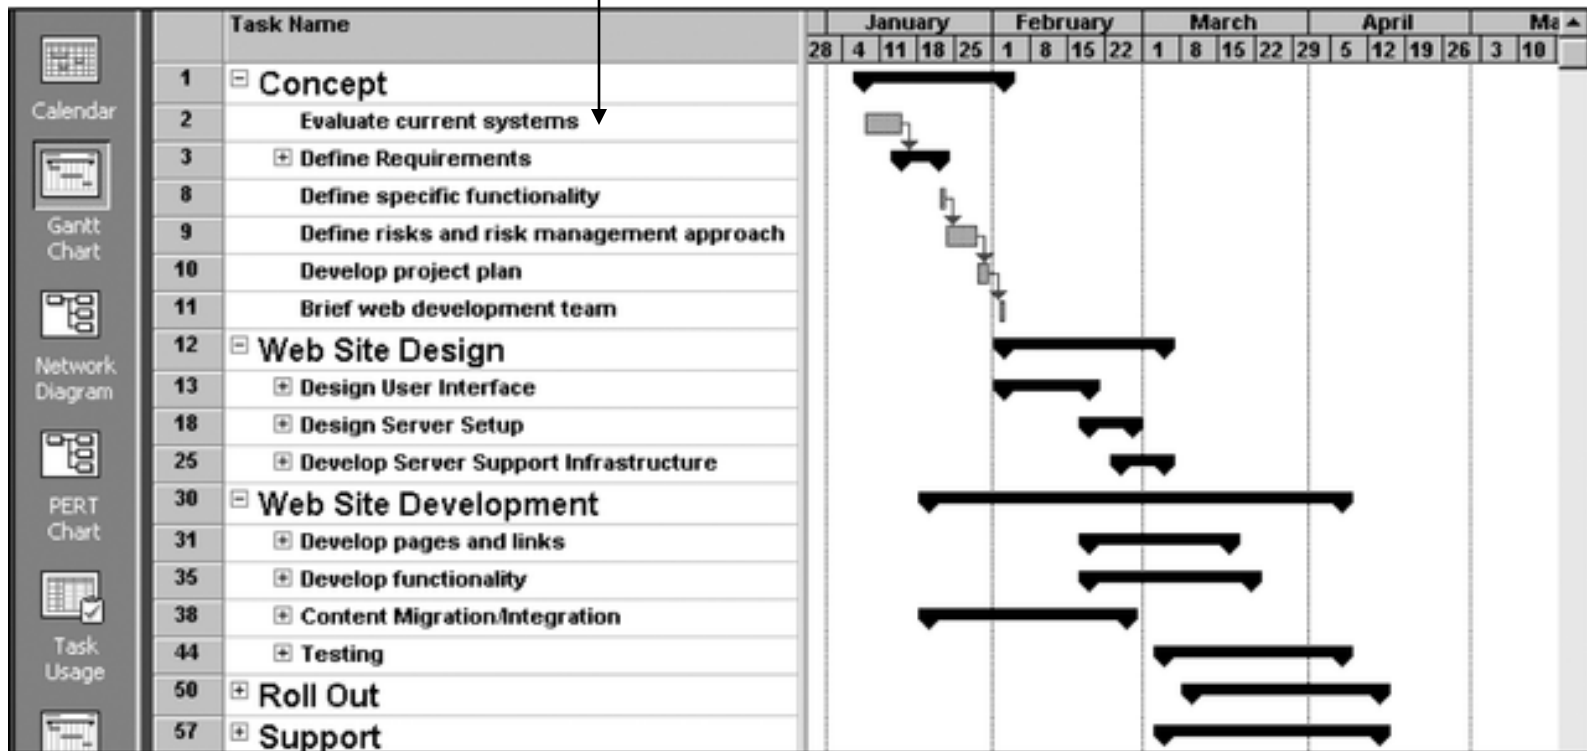 Task Name
January February March April Ma
28 4 11 18 25 1 8 15 22 1 8 15 22 29 5 12 19 26 3 10
Calendar
Gantt
Chart
Network
Diagram
PERT
Chart
Task
Usage
1 Concept
2 Evaluate current systems
3 Define Requirements
8 Define specific functionality
9 Define risks and risk management approach
10 Develop project plan
11 Brief web development team
12 Web Site Design
13 Design User Interface
18 Design Server Setup
25 Develop Server Support Infrastructure
30 Web Site Development
31 Develop pages and links
35 Develop functionality
38 Content Migration/Integration
44 Testing
50 Roll Out
57 Support